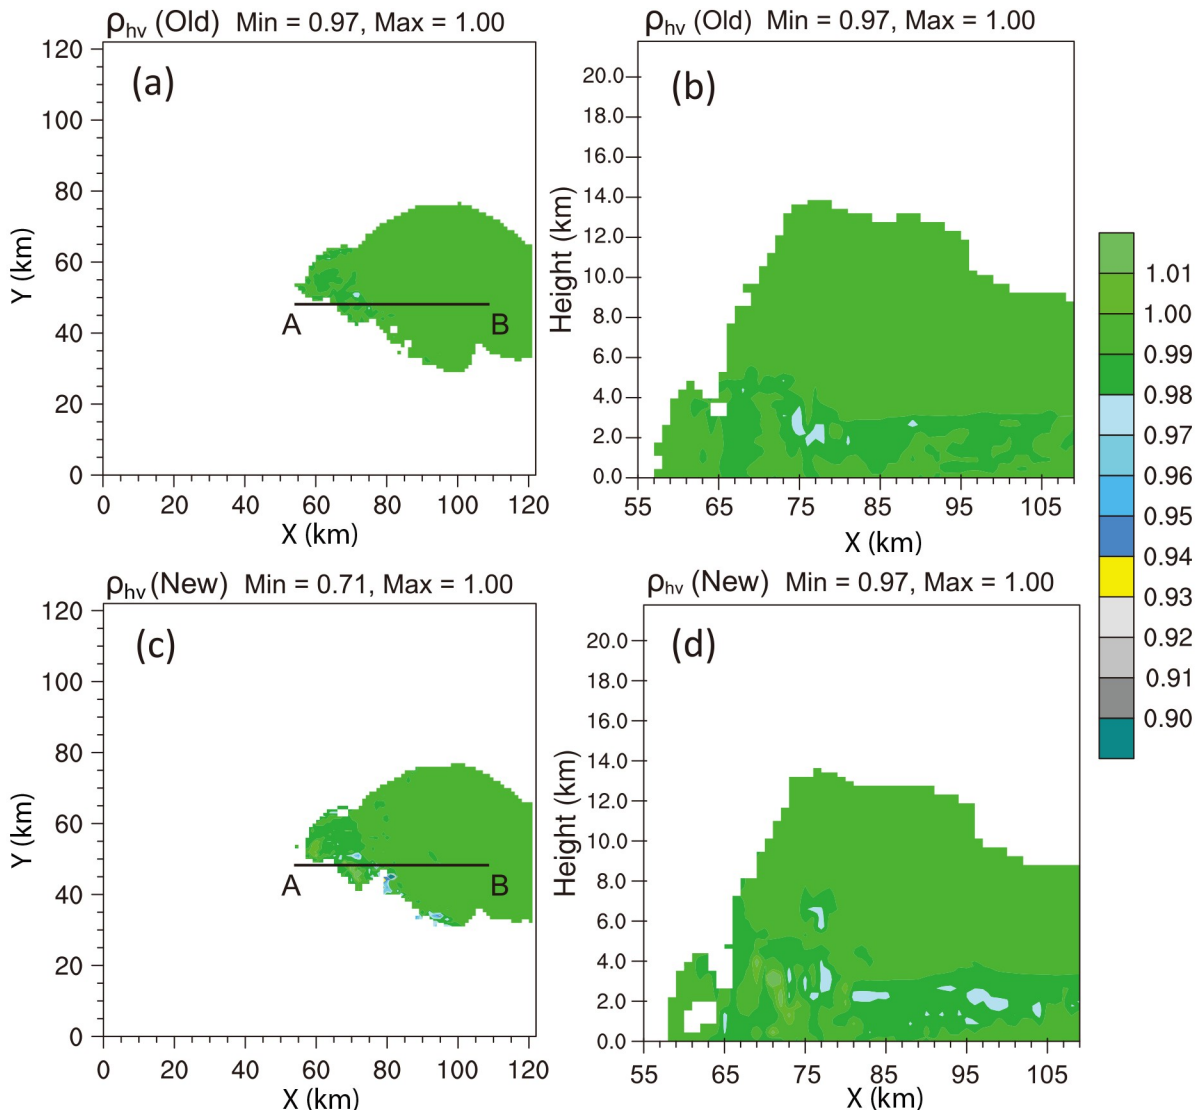 ρhv (Old) Min = 0.97, Max = 1.00
(a)
120
100
80
60
40
20
0
Y (km)
A
B
0 20 40 60 80 100 120
X (km)
ρhv (Old) Min = 0.97, Max = 1.00
(b)
20.0
18.0
16.0
14.0
12.0
10.0
8.0
6.0
4.0
2.0
0.0
Height (km)
55 65 75 85 95 105
X (km)
ρhv (New) Min = 0.71, Max = 1.00
(c)
120
100
80
60
40
20
0
Y (km)
A
B
0 20 40 60 80 100 120
X (km)
ρhv (New) Min = 0.97, Max = 1.00
(d)
20.0
18.0
16.0
14.0
12.0
10.0
8.0
6.0
4.0
2.0
0.0
Height (km)
55 65 75 85 95 105
X (km)
1.01
1.00
0.99
0.98
0.97
0.96
0.95
0.94
0.93
0.92
0.91
0.90